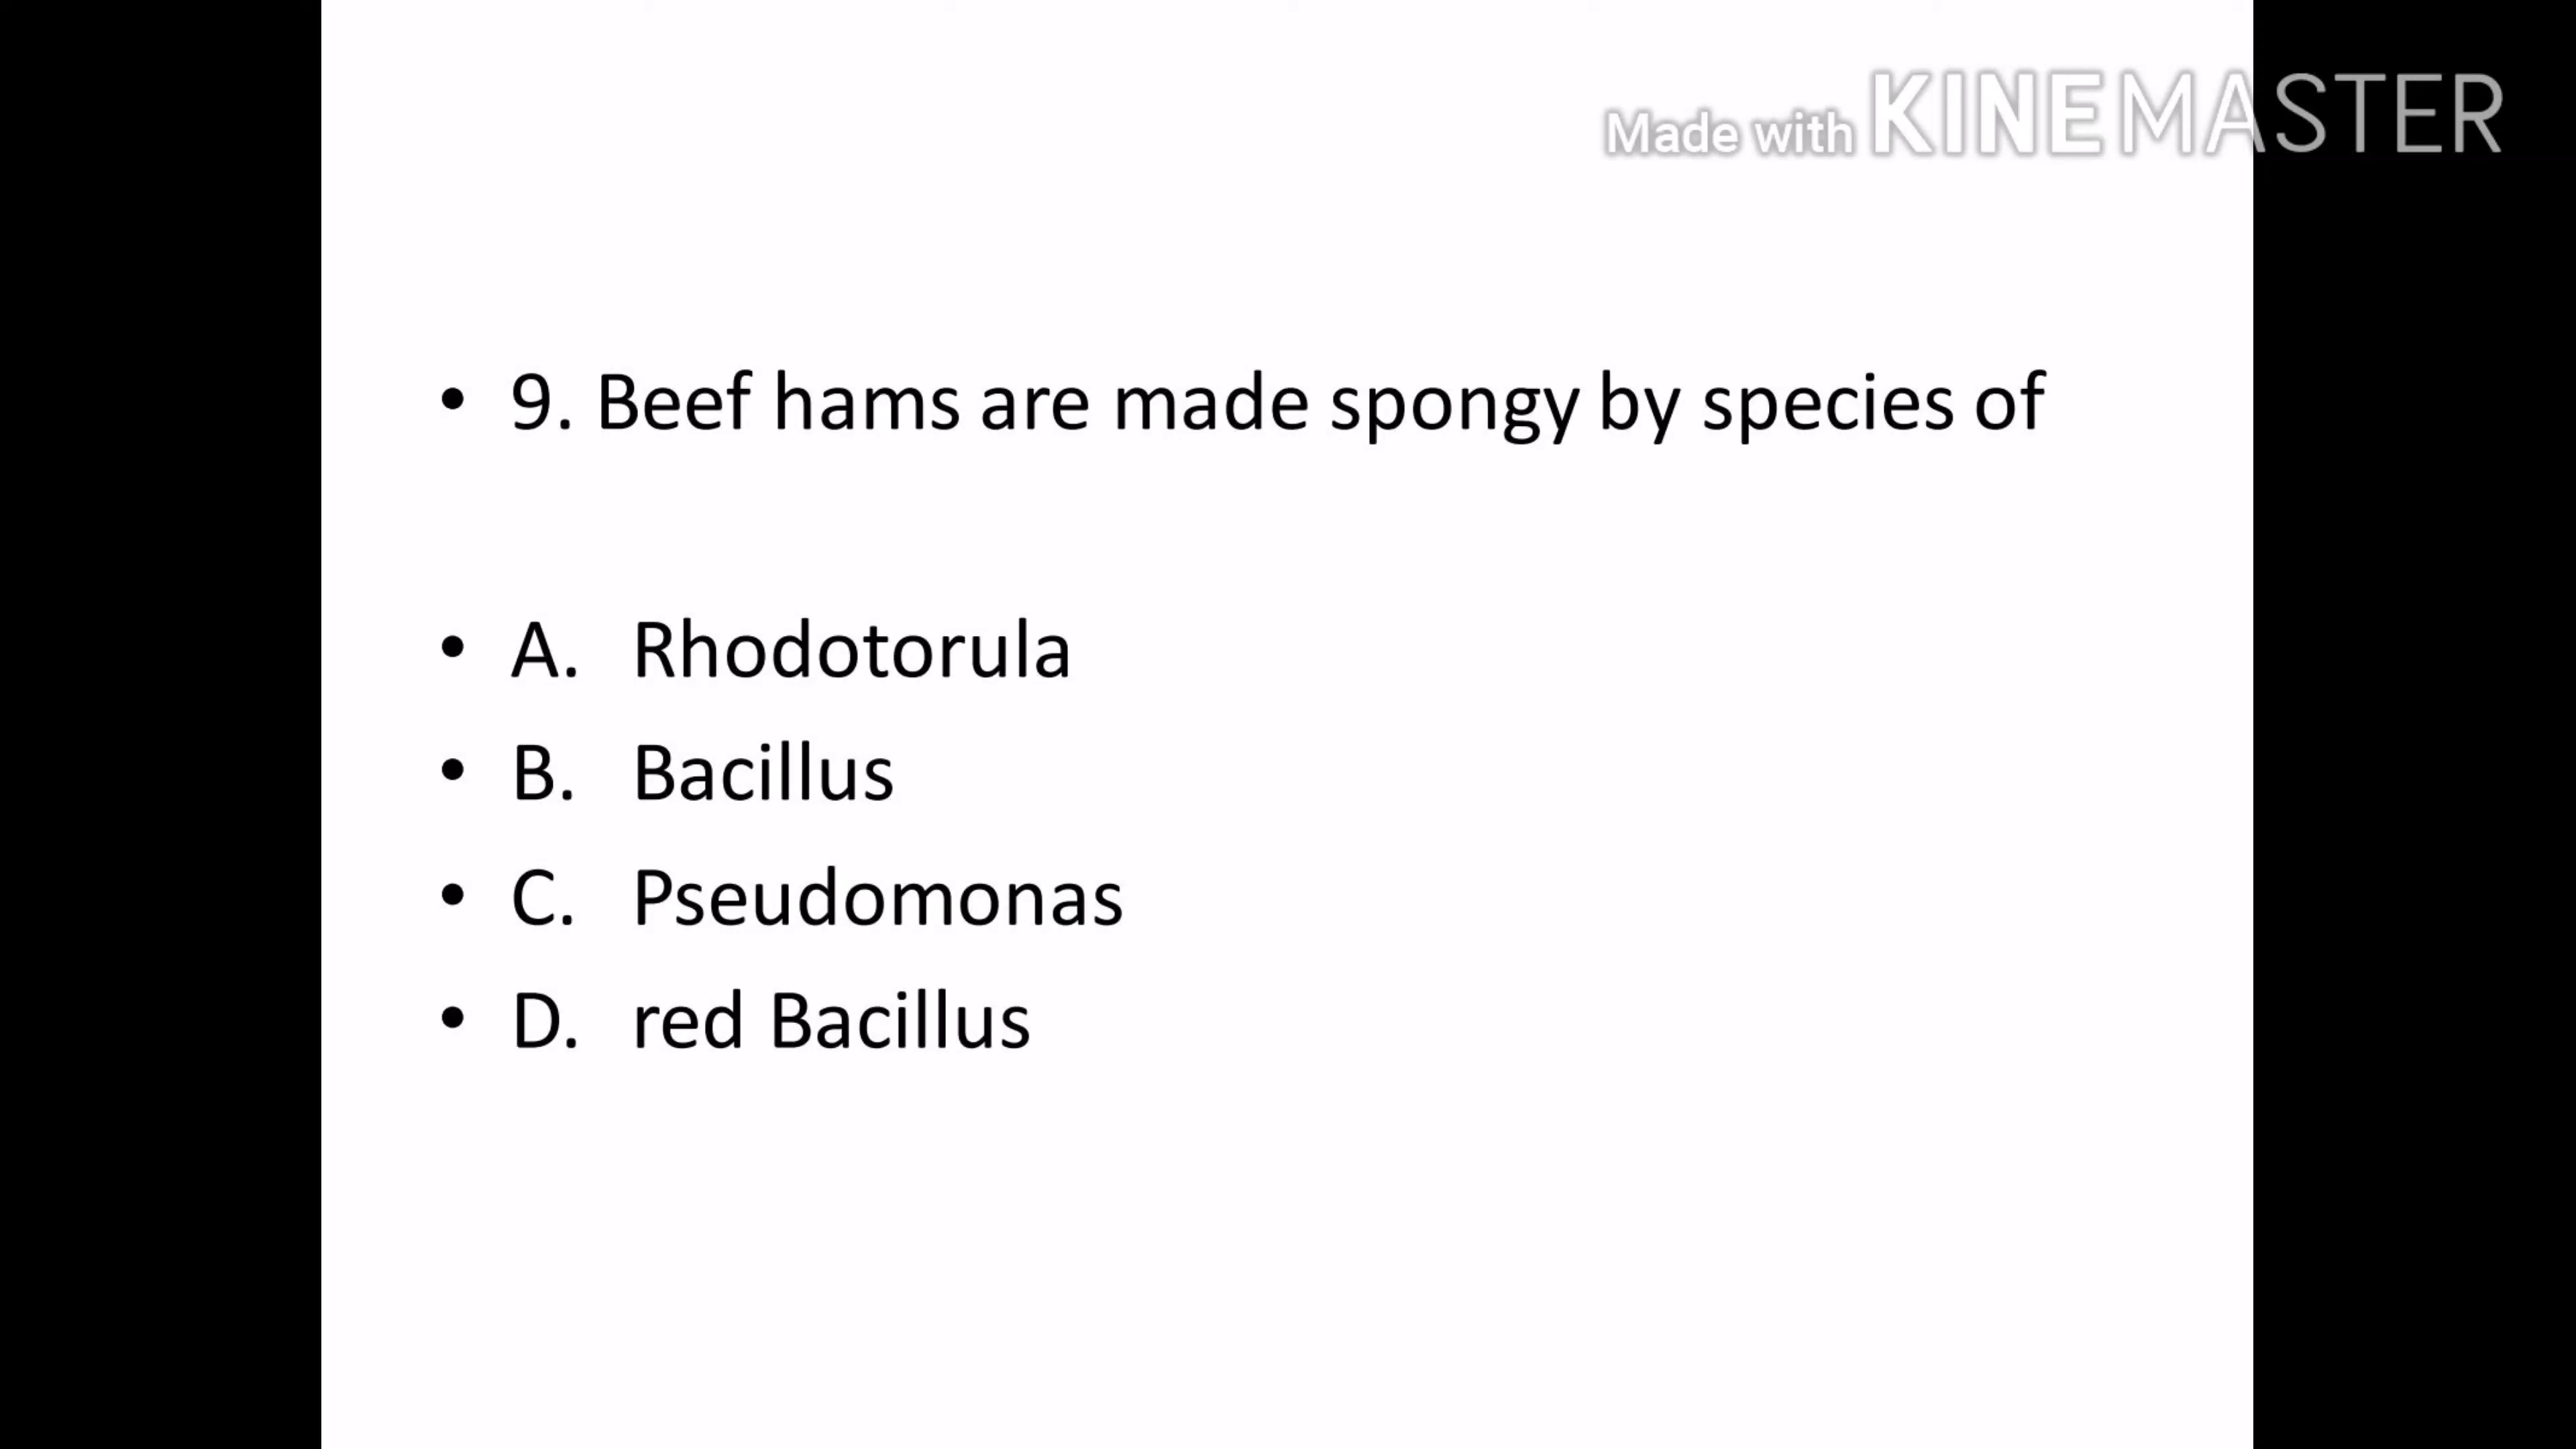 Made with KINEMASTER
• 9. Beef hams are made spongy by species of
• A. Rhodotorula
• B. Bacillus
• C. Pseudomonas
• D. red Bacillus